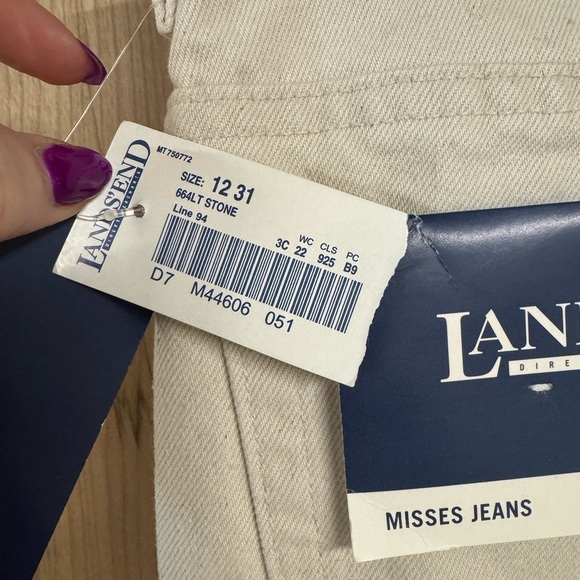 LANDS' END
MT750772
SIZE: 12 31
664LT STONE
Line 94
WC CLS PC
3C 22 925 B9
D7 M44606 051
LAN
DIRE
MISSES JEANS